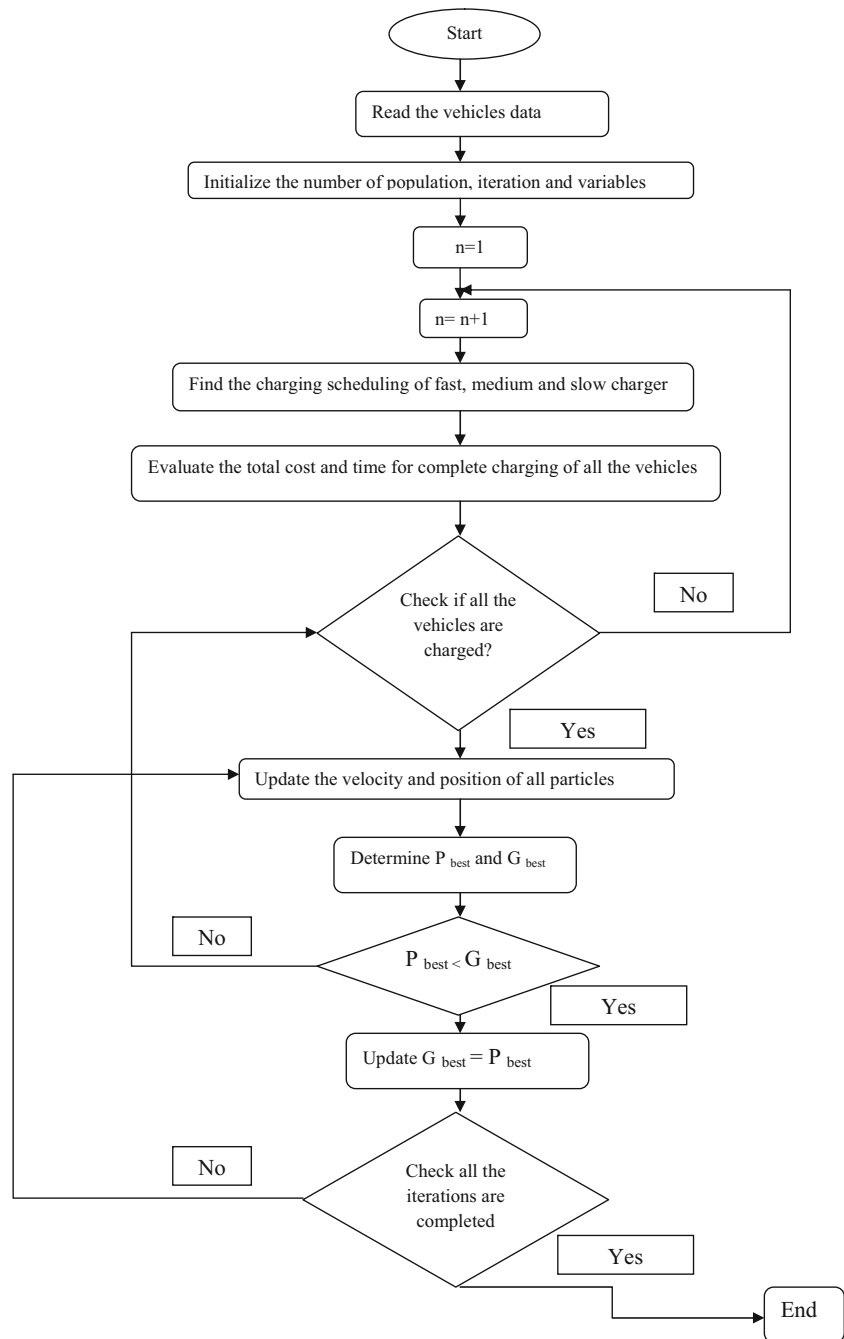 Start
Read the vehicles data
Initialize the number of population, iteration and variables
n=1
n= n+1
Find the charging scheduling of fast, medium and slow charger
Evaluate the total cost and time for complete charging of all the vehicles
Check if all the
vehicles are
charged?
No
Yes
Update the velocity and position of all particles
Determine P best and G best
No
P best < G best
Yes
Update G best = P best
No
Check all the
iterations are
completed
Yes
End